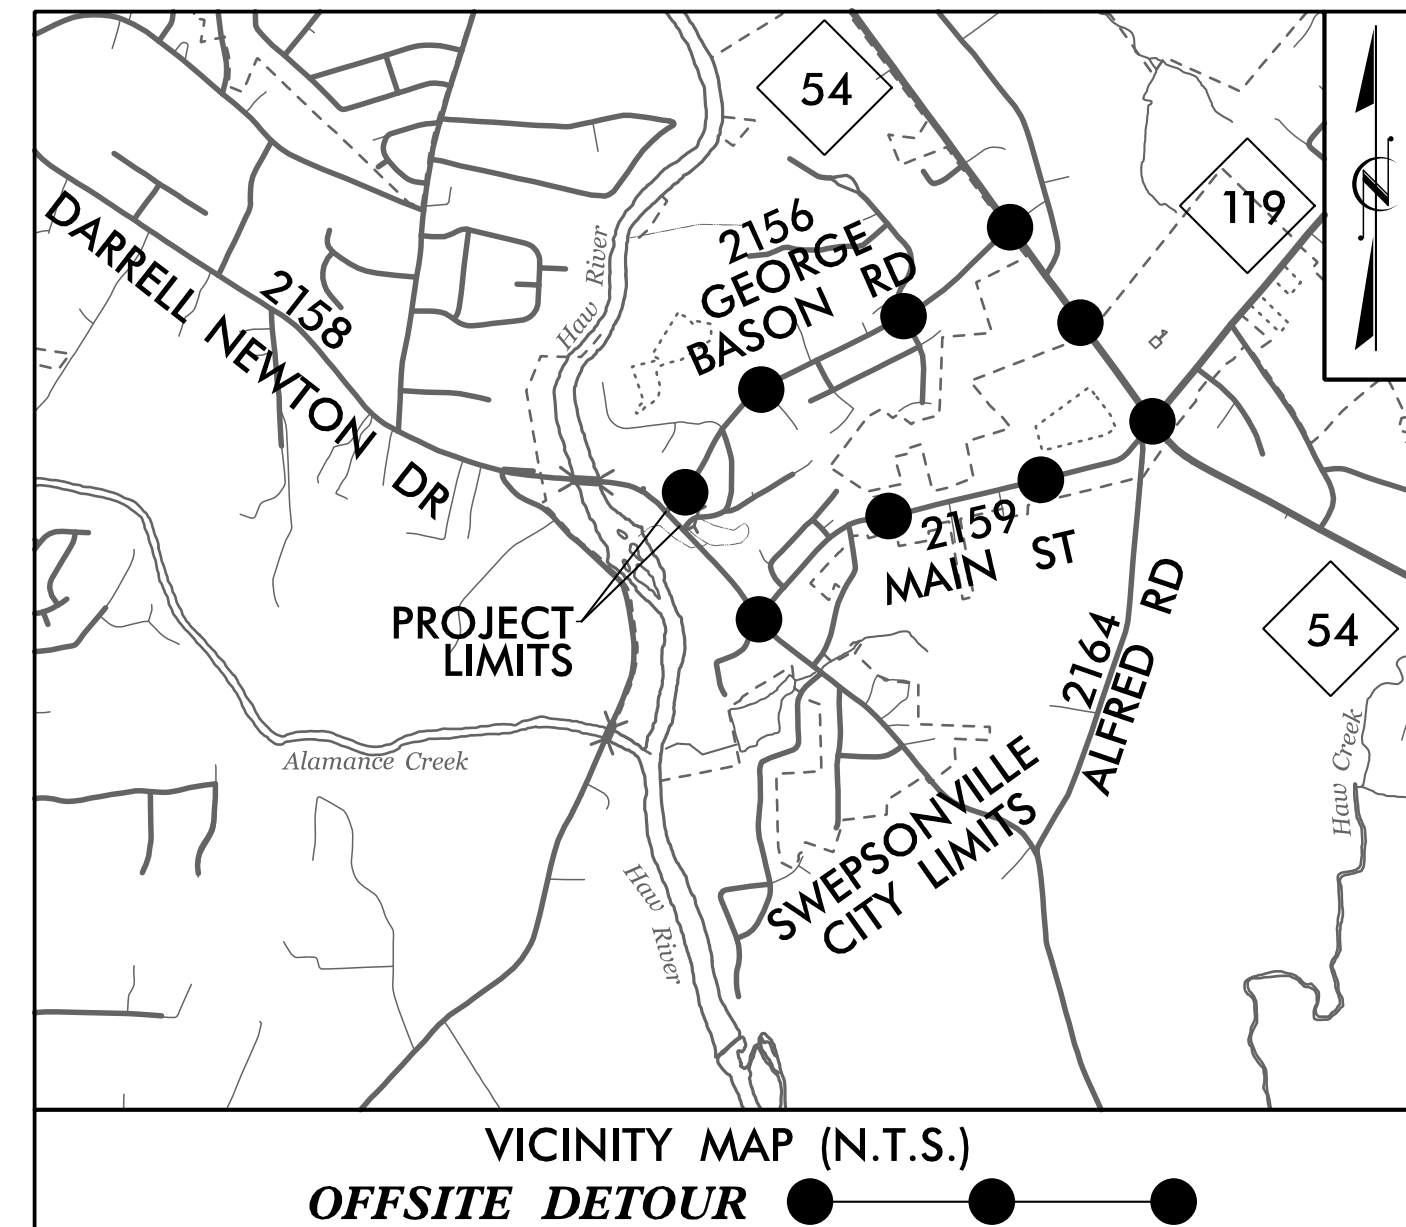 54
119
2156
GEORGE
BASON RD
DARRELL NEWTON DR
2158
Haw River
2159
MAIN ST
PROJECT
LIMITS
2164
ALFRED RD
54
Alamance Creek
Haw Creek
SWEPSONVILLE
CITY LIMITS
Haw River
N
VICINITY MAP (N.T.S.)
OFFSITE DETOUR